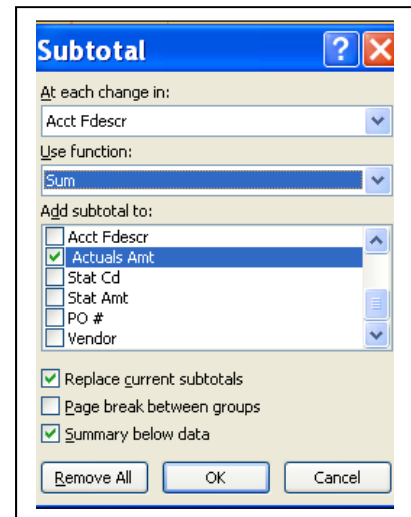 Subtotal ?
At each change in:
Acct Fdescr
Use function:
Sum
Add subtotal to:
Acct Fdescr
Actuals Amt
Stat Cd
Stat Amt
PO #
Vendor
Replace current subtotals
Page break between groups
Summary below data
Remove All OK Cancel